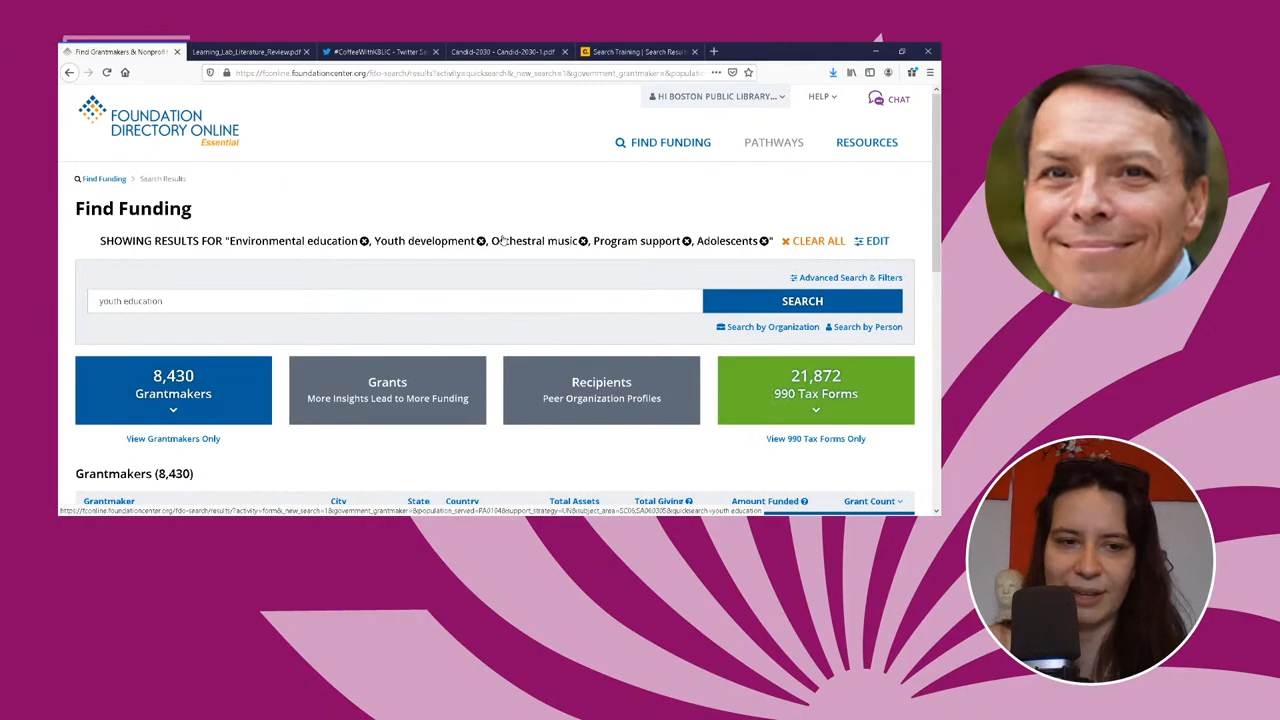 Find Grantmakers & Nonprofit
Learning_Lab_Literature_Review.pdf
#CoffeeWithKBLIC - Twitter Se
Candid-2030 - Candid-2030-1.pdf
Search Training | Search Result
HI BOSTON PUBLIC LIBRARY...
HELP
CHAT
FOUNDATION
DIRECTORY ONLINE
Essential
FIND FUNDING
PATHWAYS
RESOURCES
Find Funding > Search Results
Find Funding
SHOWING RESULTS FOR "Environmental education, Youth development, Orchestral music, Program support, Adolescents" CLEAR ALL EDIT
Advanced Search & Filters
youth education
SEARCH
Search by Organization Search by Person
8,430
Grantmakers
Grants
More Insights Lead to More Funding
Recipients
Peer Organization Profiles
21,872
990 Tax Forms
View Grantmakers Only
View 990 Tax Forms Only
Grantmakers (8,430)
Grantmaker City State Country Total Assets Total Giving Amount Funded Grant Count